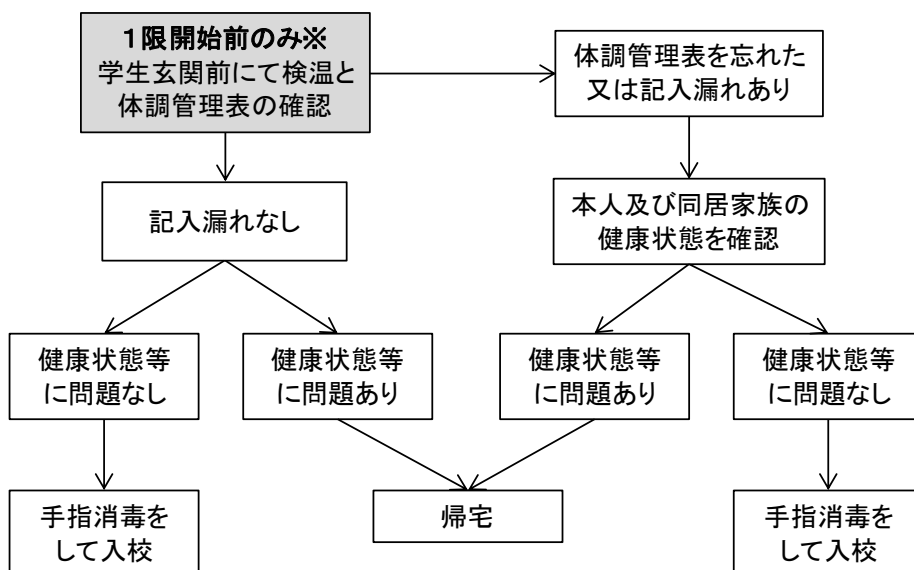 1限開始前のみ※
学生玄関前にて検温と
体調管理表の確認
体調管理表を忘れた
又は記入漏れあり
記入漏れなし
本人及び同居家族の
健康状態を確認
健康状態等
に問題なし
健康状態等
に問題あり
健康状態等
に問題あり
健康状態等
に問題なし
手指消毒を
して入校
帰宅
手指消毒を
して入校